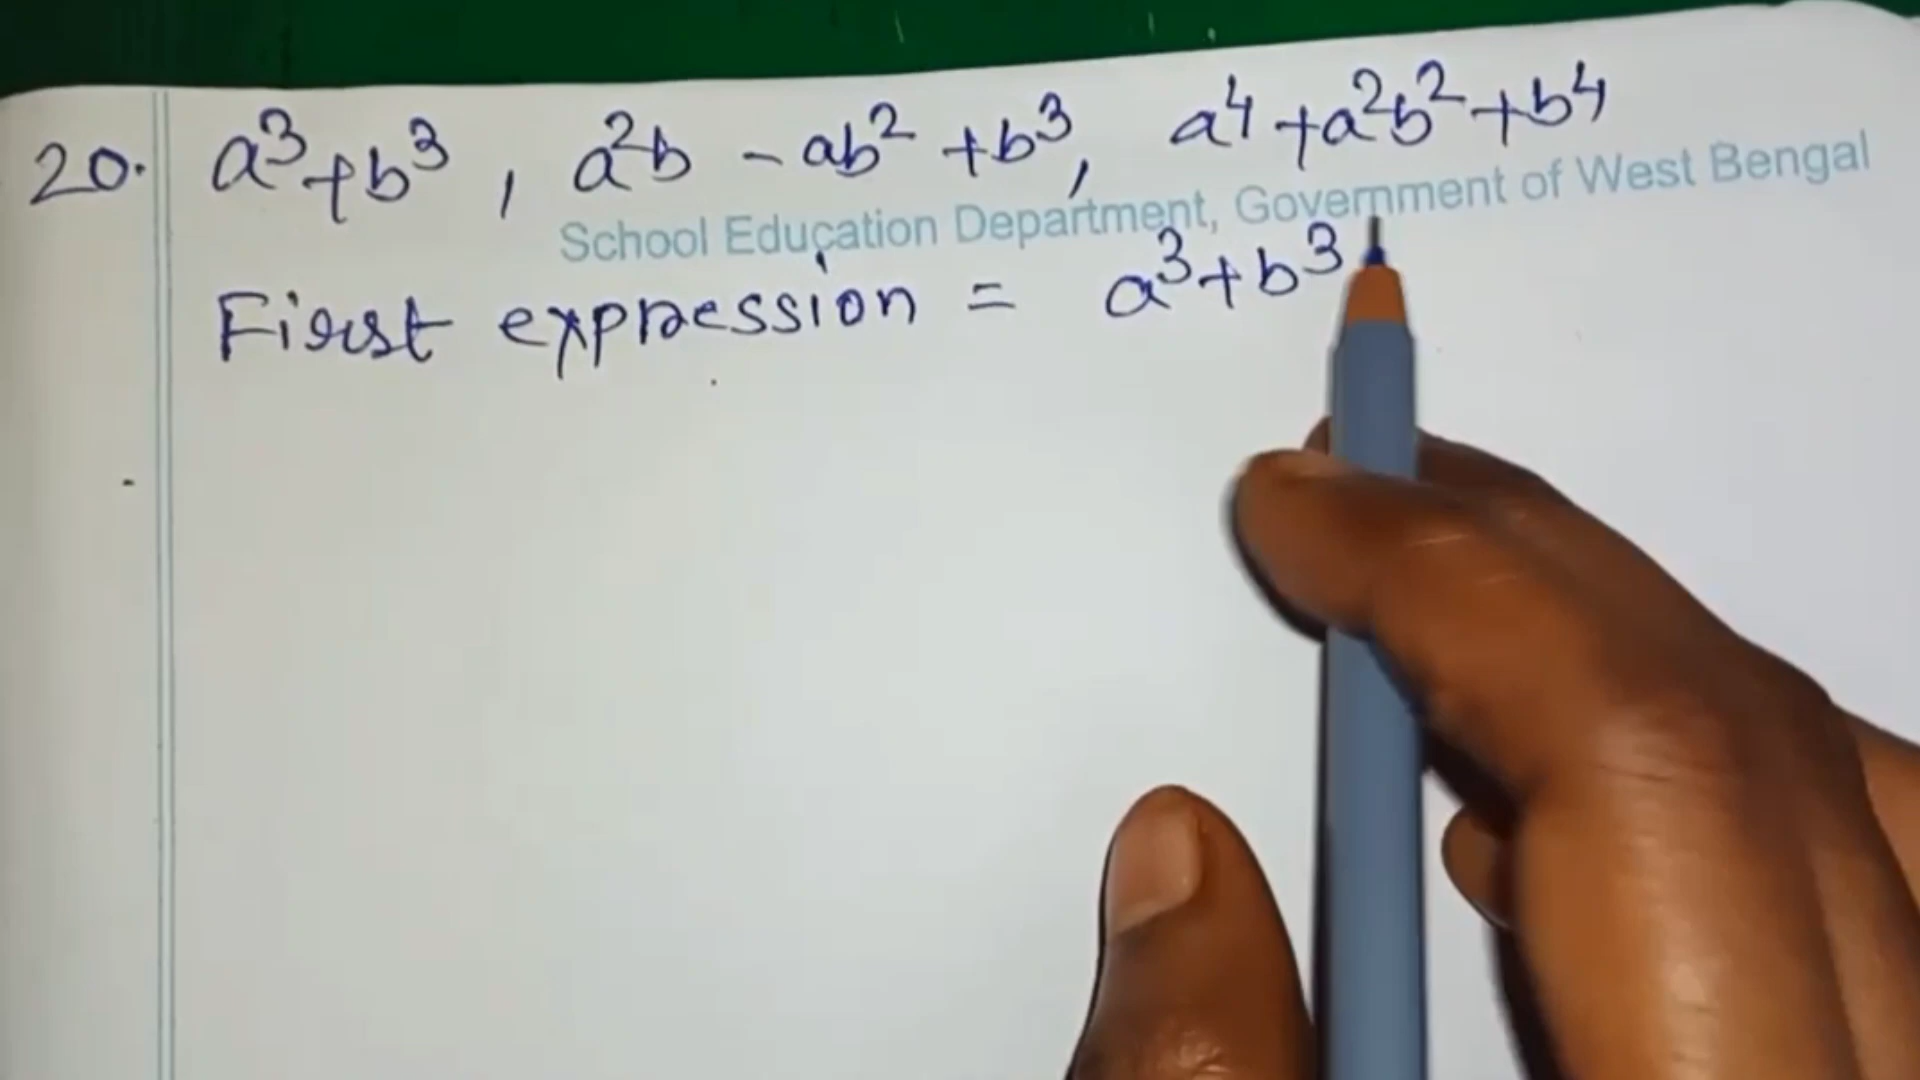 20. a³+b³, a²b - ab² + b³, a⁴+a²b²+b⁴
School Education Department, Government of West Bengal
First expression = a³+b³